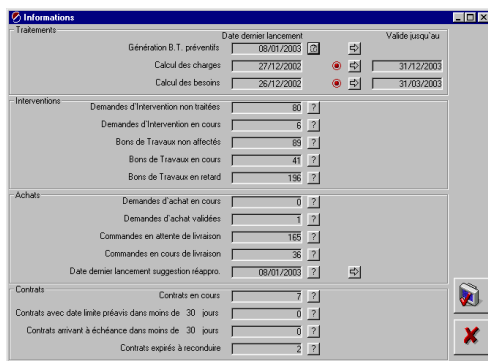 Informations
Traitements
Date dernier lancement Valide jusqu'au
Génération B.T. préventifs 08/01/2003
Calcul des charges 27/12/2002 31/12/2003
Calcul des besoins 26/12/2002 31/03/2003
Interventions
Demandes d'Intervention non traitées 80 ?
Demandes d'Intervention en cours 6 ?
Bons de Travaux non affectés 89 ?
Bons de Travaux en cours 41 ?
Bons de Travaux en retard 196 ?
Achats
Demandes d'achat en cours 0 ?
Demandes d'achat validées 1 ?
Commandes en attente de livraison 165 ?
Commandes en cours de livraison 36 ?
Date dernier lancement suggestion réappro. 08/01/2003 ?
Contrats
Contrats en cours 7 ?
Contrats avec date limite préavis dans moins de 30 jours 0 ?
Contrats arrivant à échéance dans moins de 30 jours 0 ?
Contrats expirés à reconduire 2 ?